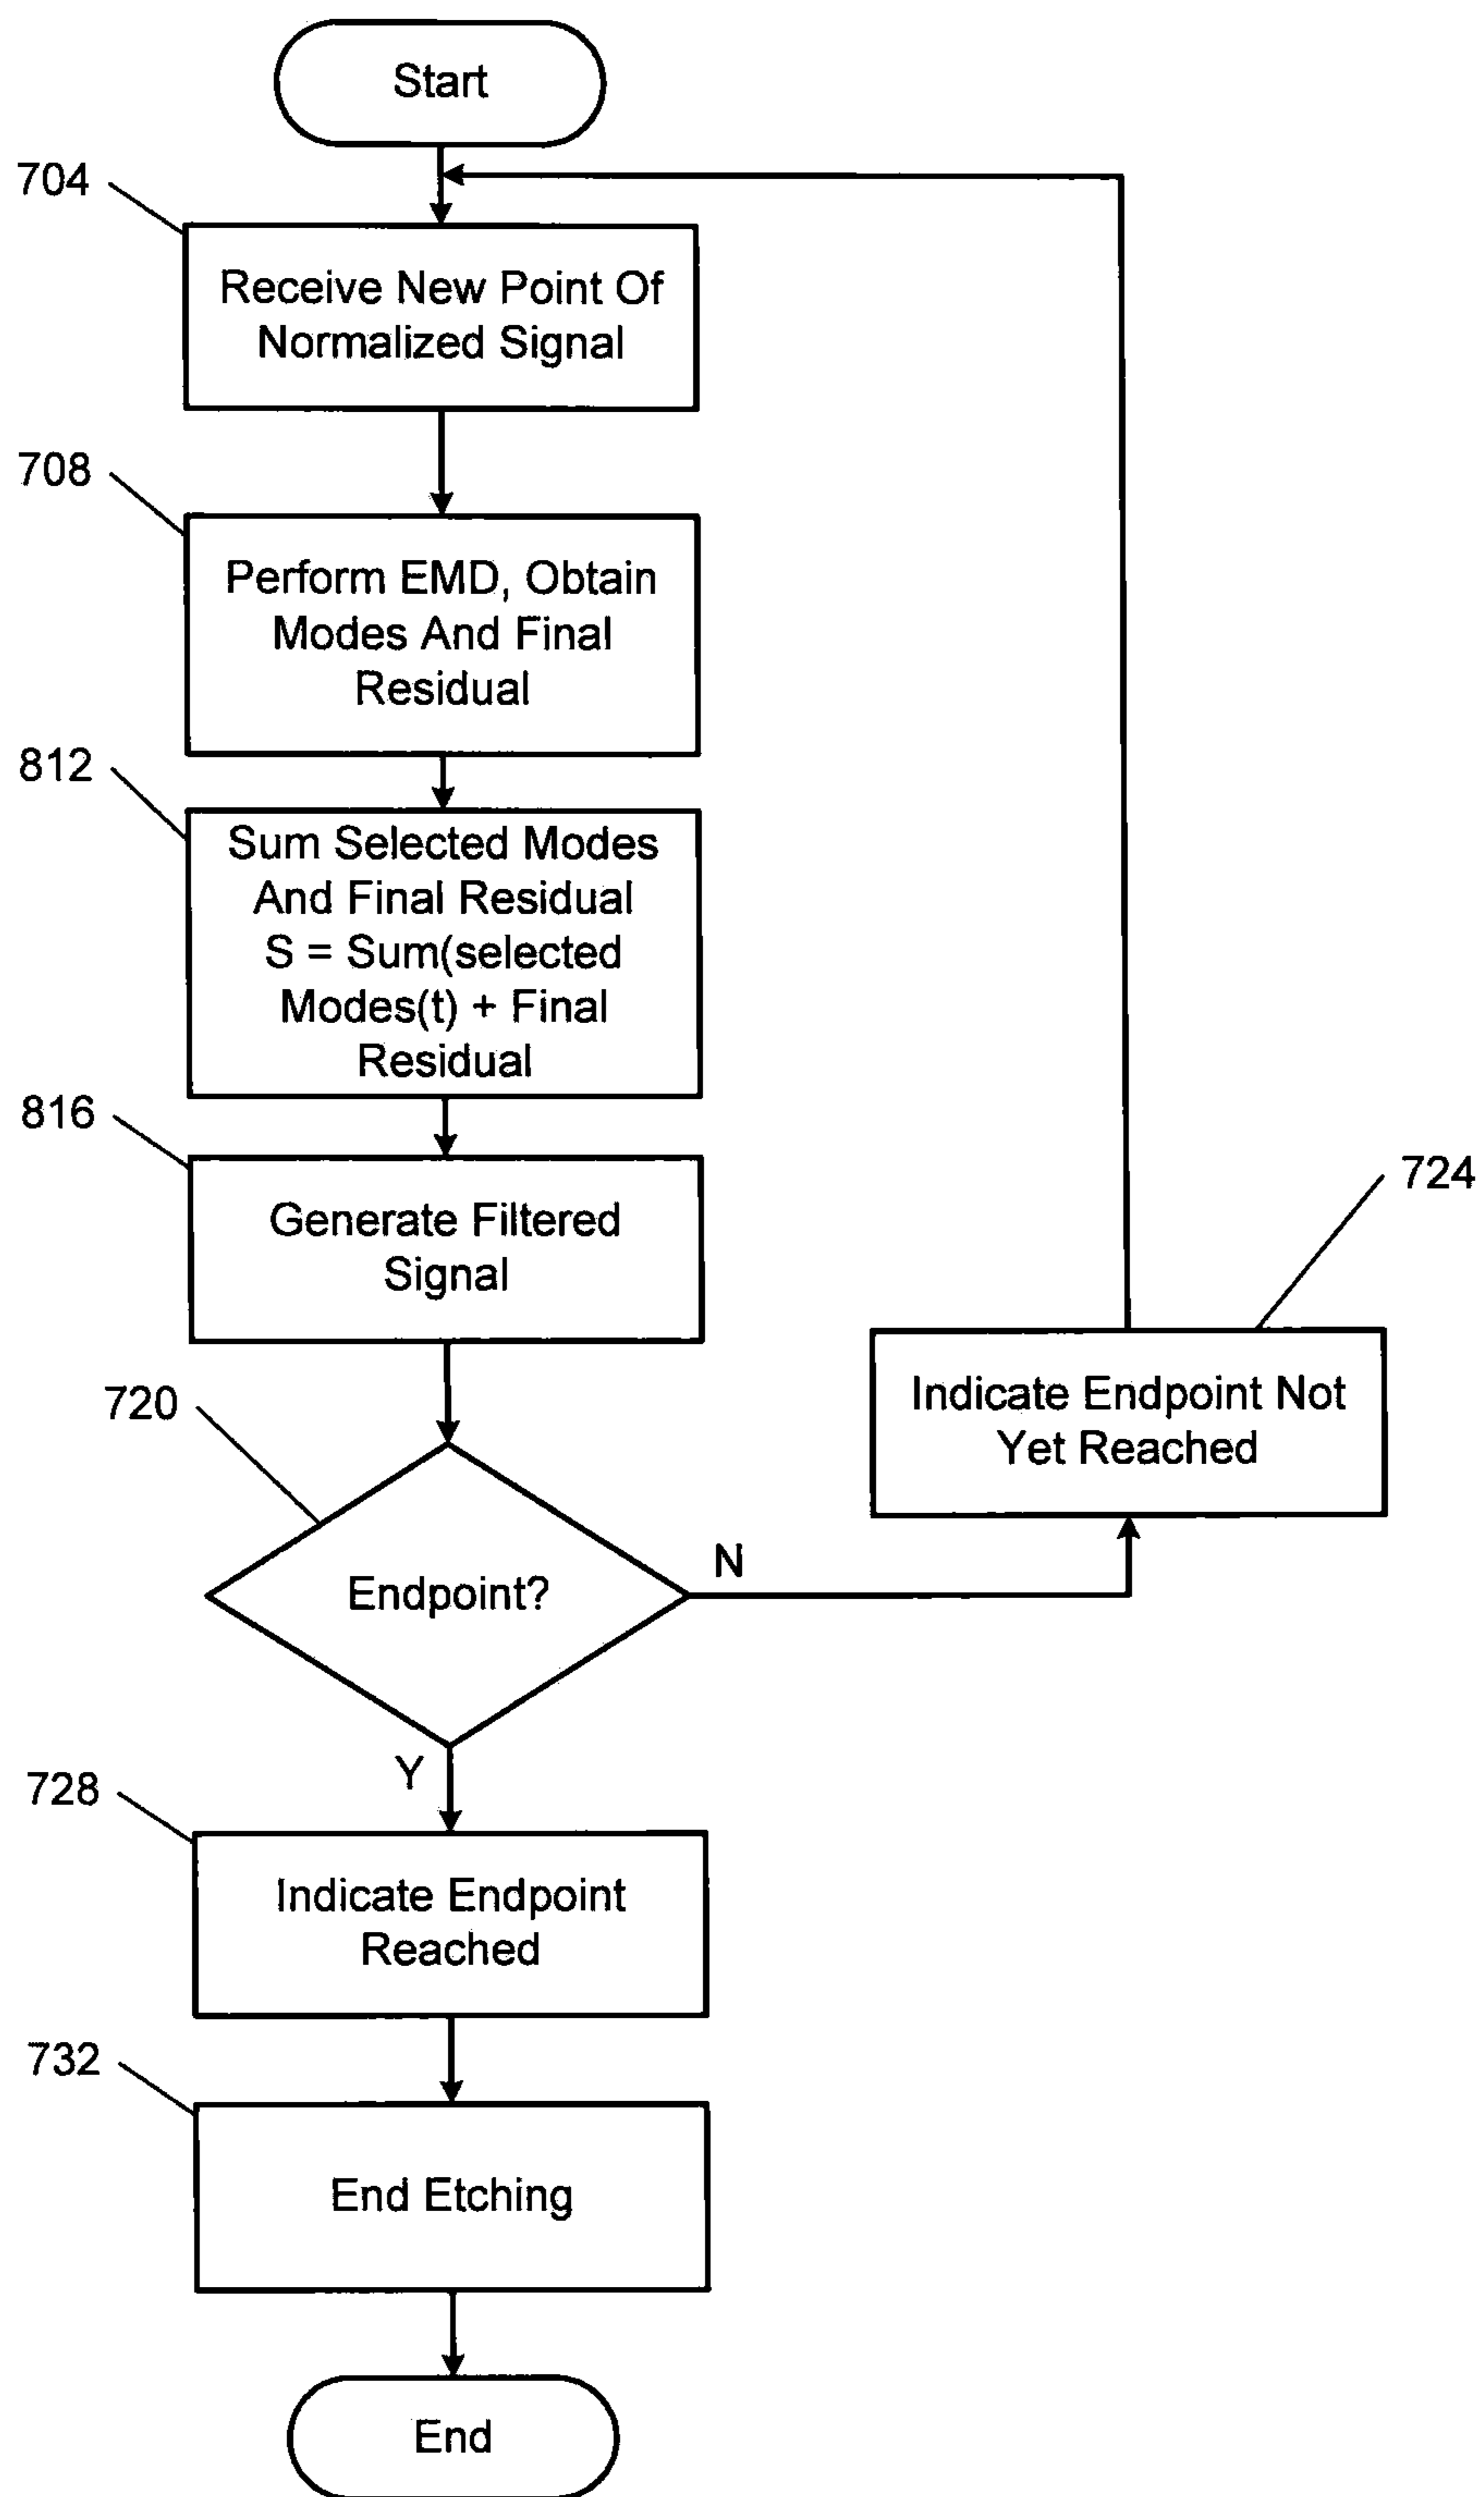 Start
704
Receive New Point Of
Normalized Signal
708
Perform EMD, Obtain
Modes And Final
Residual
812
Sum Selected Modes
And Final Residual
S = Sum(selected
Modes(t) + Final
Residual
816
Generate Filtered
Signal
724
Indicate Endpoint Not
Yet Reached
720
Endpoint?
N
Y
728
Indicate Endpoint
Reached
732
End Etching
End